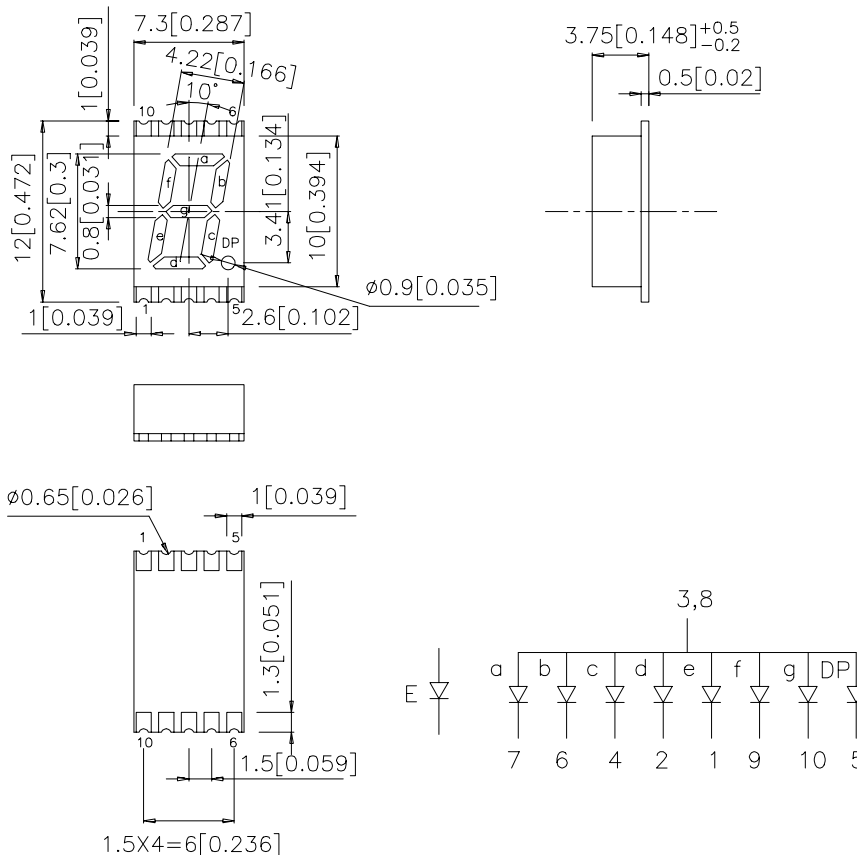 7.3[0.287]
4.22[0.166]
10°
1[0.039]
10 6
a
f b
g
e c
d
DP
12[0.472]
7.62[0.3]
0.8[0.031]
3.41[0.134]
10[0.394]
ø0.9[0.035]
1 5
1[0.039]
2.6[0.102]
3.75[0.148]+0.5 -0.2
0.5[0.02]
ø0.65[0.026]
1[0.039]
1 5
1.3[0.051]
10 6
1.5[0.059]
1.5X4=6[0.236]
3,8
E
a b c d e f g DP
7 6 4 2 1 9 10 5